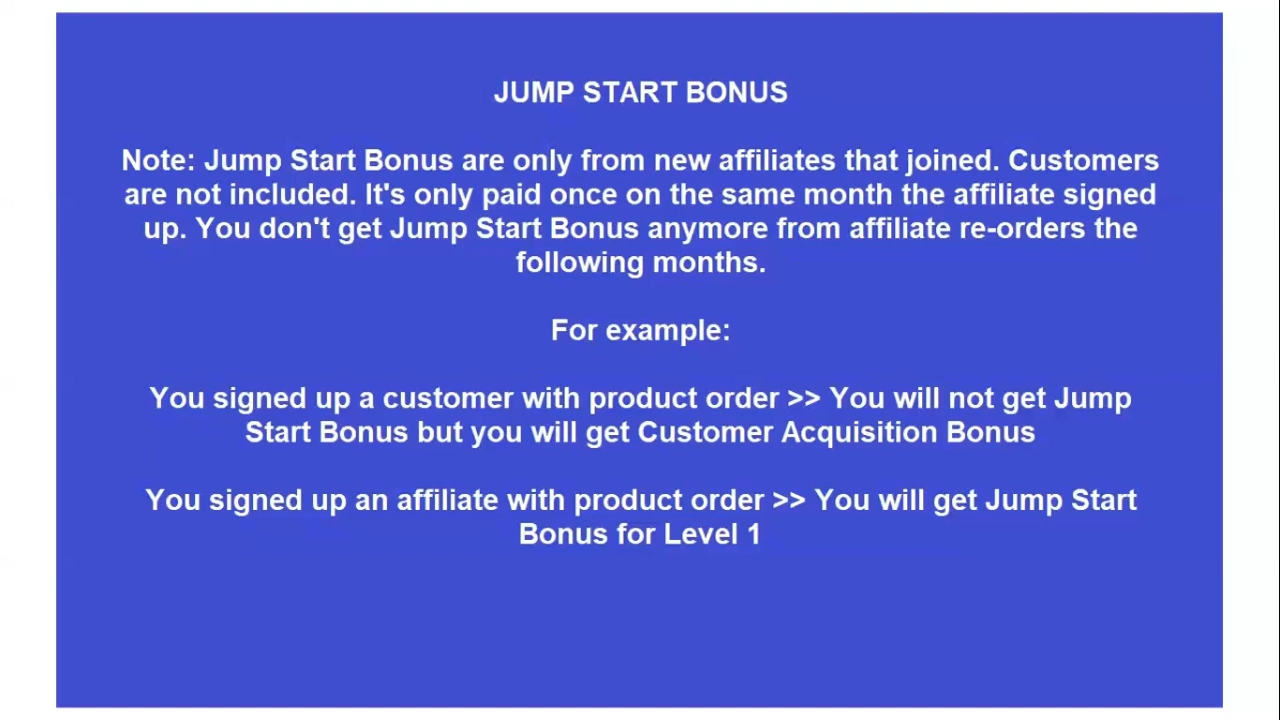 JUMP START BONUS
Note: Jump Start Bonus are only from new affiliates that joined. Customers
are not included. It's only paid once on the same month the affiliate signed
up. You don't get Jump Start Bonus anymore from affiliate re-orders the
following months.
For example:
You signed up a customer with product order >> You will not get Jump
Start Bonus but you will get Customer Acquisition Bonus
You signed up an affiliate with product order >> You will get Jump Start
Bonus for Level 1